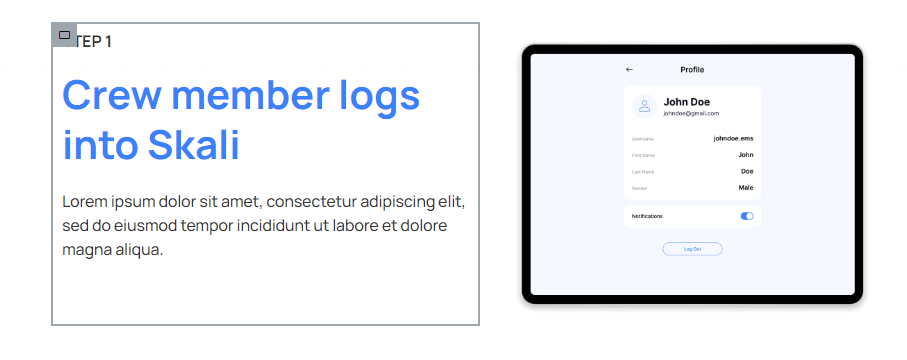 TEP 1
Crew member logs
into Skali
Lorem ipsum dolor sit amet, consectetur adipiscing elit,
sed do eiusmod tempor incididunt ut labore et dolore
magna aliqua.
Profile
John Doe
johndoe@gmail.com
Username johndoe.ems
First Name John
Last Name Doe
Gender Male
Notifications
Log Out